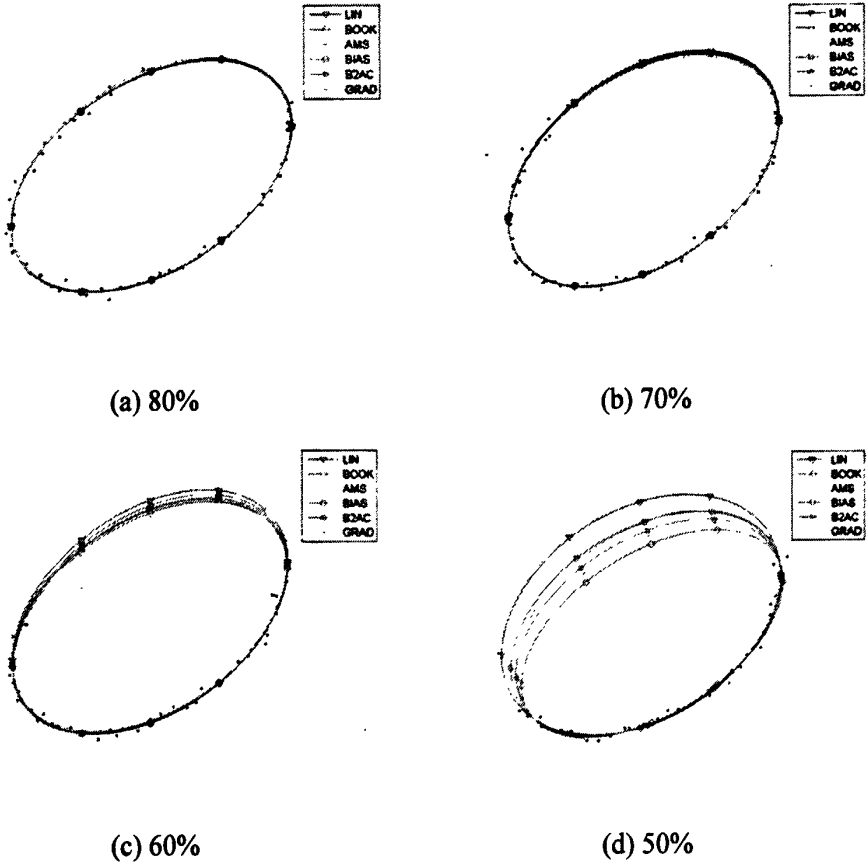 LIN
BOOK
AMS
BIAS
B2AC
GRAD
LIN
BOOK
AMS
BIAS
B2AC
GRAD
(a) 80%
(b) 70%
LIN
BOOK
AMS
BIAS
B2AC
GRAD
LIN
BOOK
AMS
BIAS
B2AC
GRAD
(c) 60%
(d) 50%